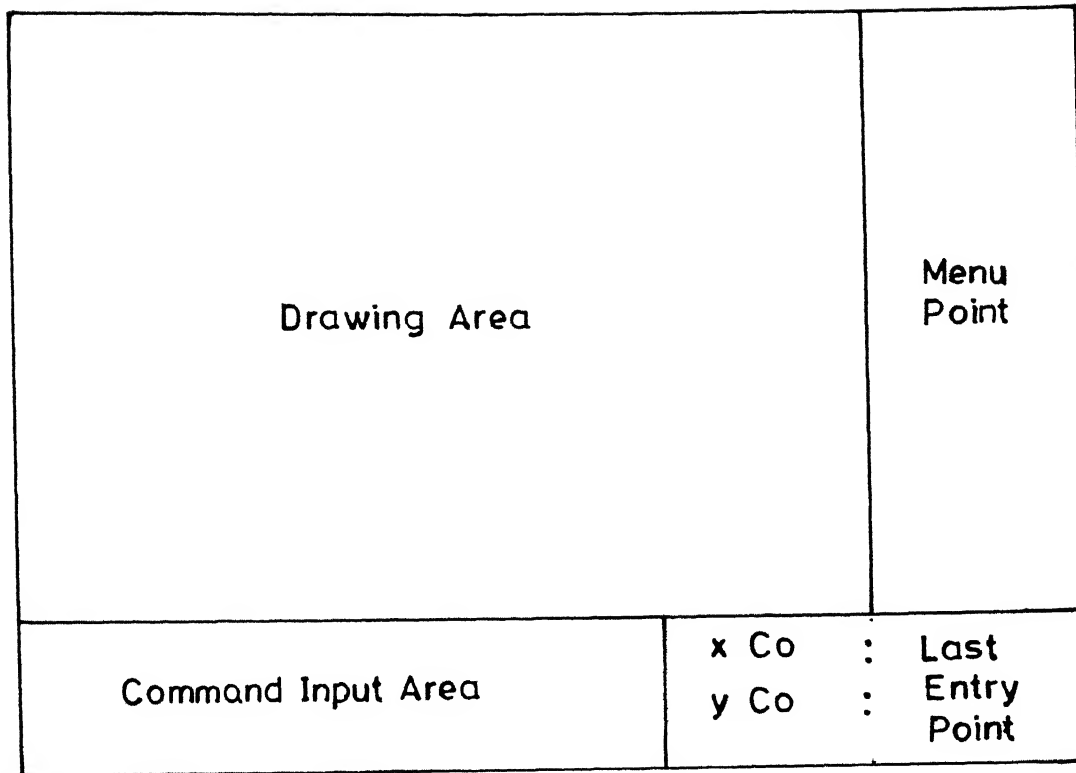 Drawing Area
Menu
Point
Command Input Area
x Co : Last
y Co : Entry
Point